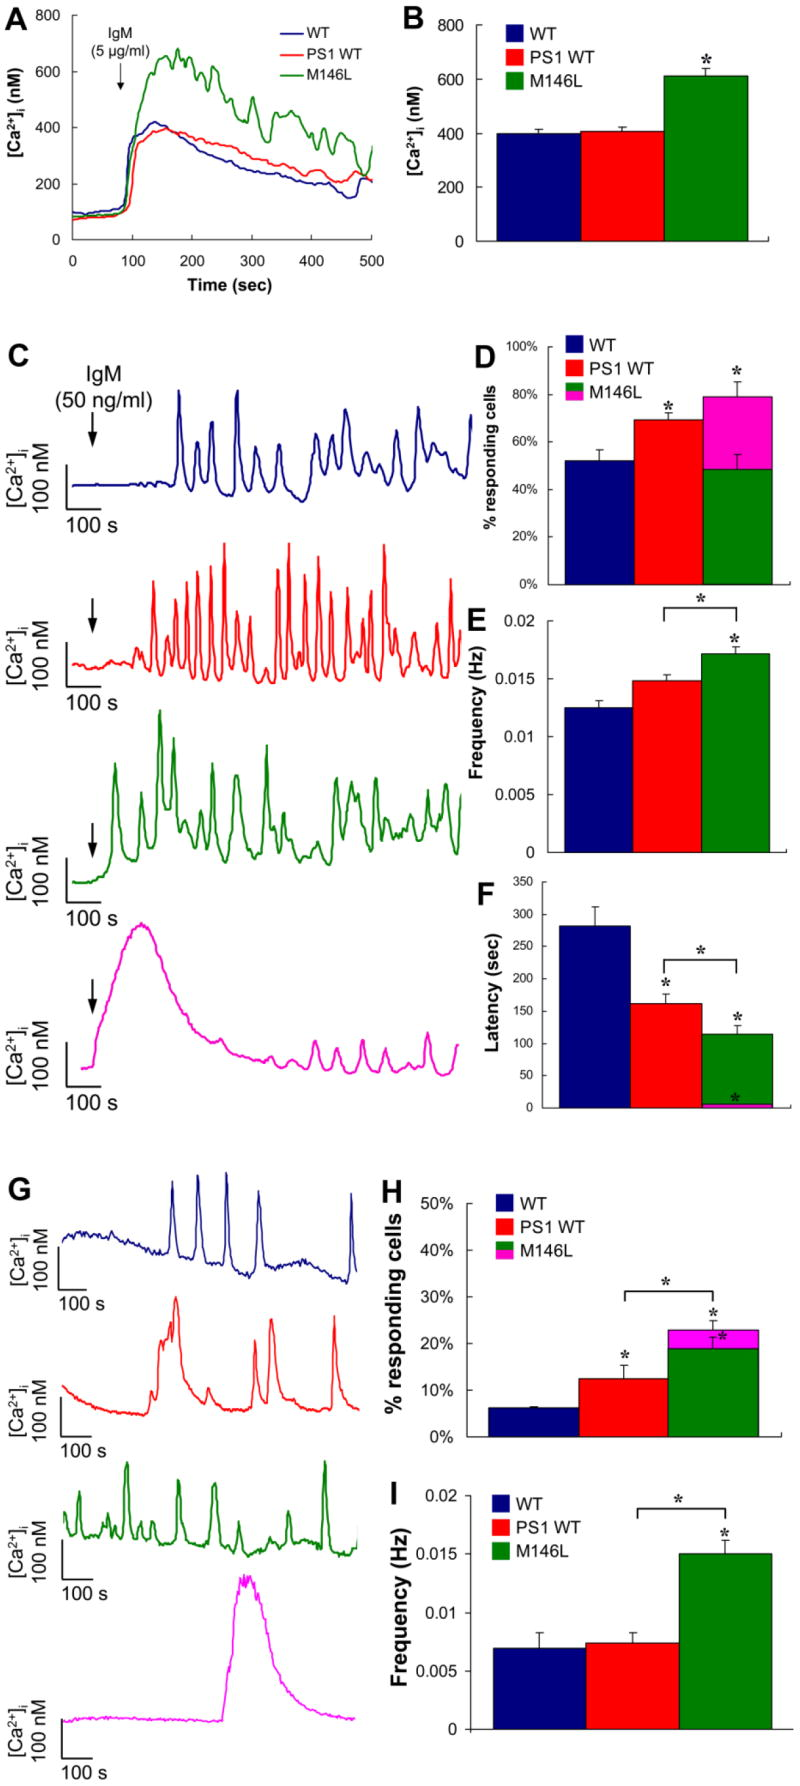 A
IgM
(5 µg/ml)
WT
PS1 WT
M146L
[Ca²⁺]ᵢ (nM)
800
600
400
200
0
0 100 200 300 400 500
Time (sec)
B
WT
PS1 WT
M146L
*
[Ca²⁺]ᵢ (nM)
800
600
400
200
0
C
IgM
(50 ng/ml)
[Ca²⁺]ᵢ
100 nM
100 s
[Ca²⁺]ᵢ
100 nM
100 s
[Ca²⁺]ᵢ
100 nM
100 s
[Ca²⁺]ᵢ
100 nM
100 s
D
WT
PS1 WT
M146L
* *
% responding cells
100%
80%
60%
40%
20%
0%
E
*
*
Frequency (Hz)
0.02
0.015
0.01
0.005
0
F
*
* *
*
Latency (sec)
350
300
250
200
150
100
50
0
G
[Ca²⁺]ᵢ
100 nM
100 s
[Ca²⁺]ᵢ
100 nM
100 s
[Ca²⁺]ᵢ
100 nM
100 s
[Ca²⁺]ᵢ
100 nM
100 s
H
WT
PS1 WT
M146L
*
*
*
*
% responding cells
50%
40%
30%
20%
10%
0%
I
WT
PS1 WT
M146L
*
*
Frequency (Hz)
0.02
0.015
0.01
0.005
0